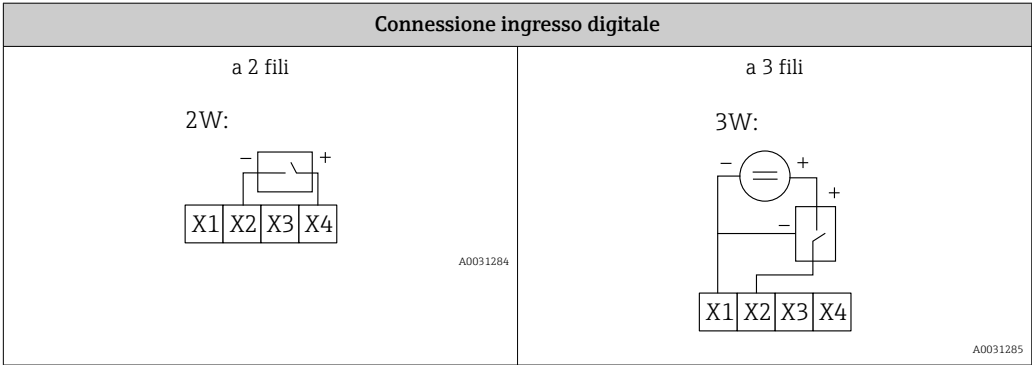 Connessione ingresso digitale
a 2 fili
2W:
– +
X1 X2 X3 X4
A0031284
a 3 fili
3W:
– +
+
–
X1 X2 X3 X4
A0031285